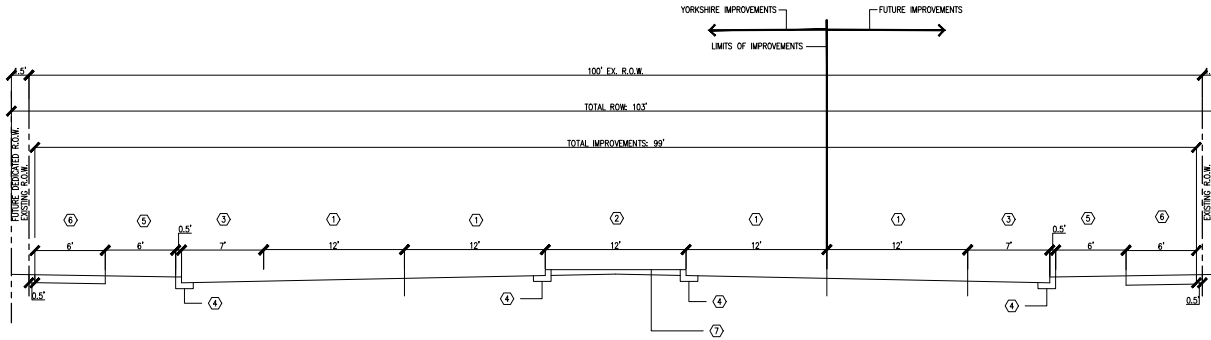 YORKSHIRE IMPROVEMENTS
FUTURE IMPROVEMENTS
LIMITS OF IMPROVEMENTS
100' EX. R.O.W.
TOTAL ROW: 103'
TOTAL IMPROVEMENTS: 99'
FUTURE DEDICATED R.O.W.
EXISTING R.O.W.
EXISTING R.O.W.
6 5 3 1 1 2 1 1 3 5 6
0.5' 0.5'
6' 6' 7' 12' 12' 12' 12' 12' 7' 6' 6'
0.5' 0.5'
4 4 4 4
7